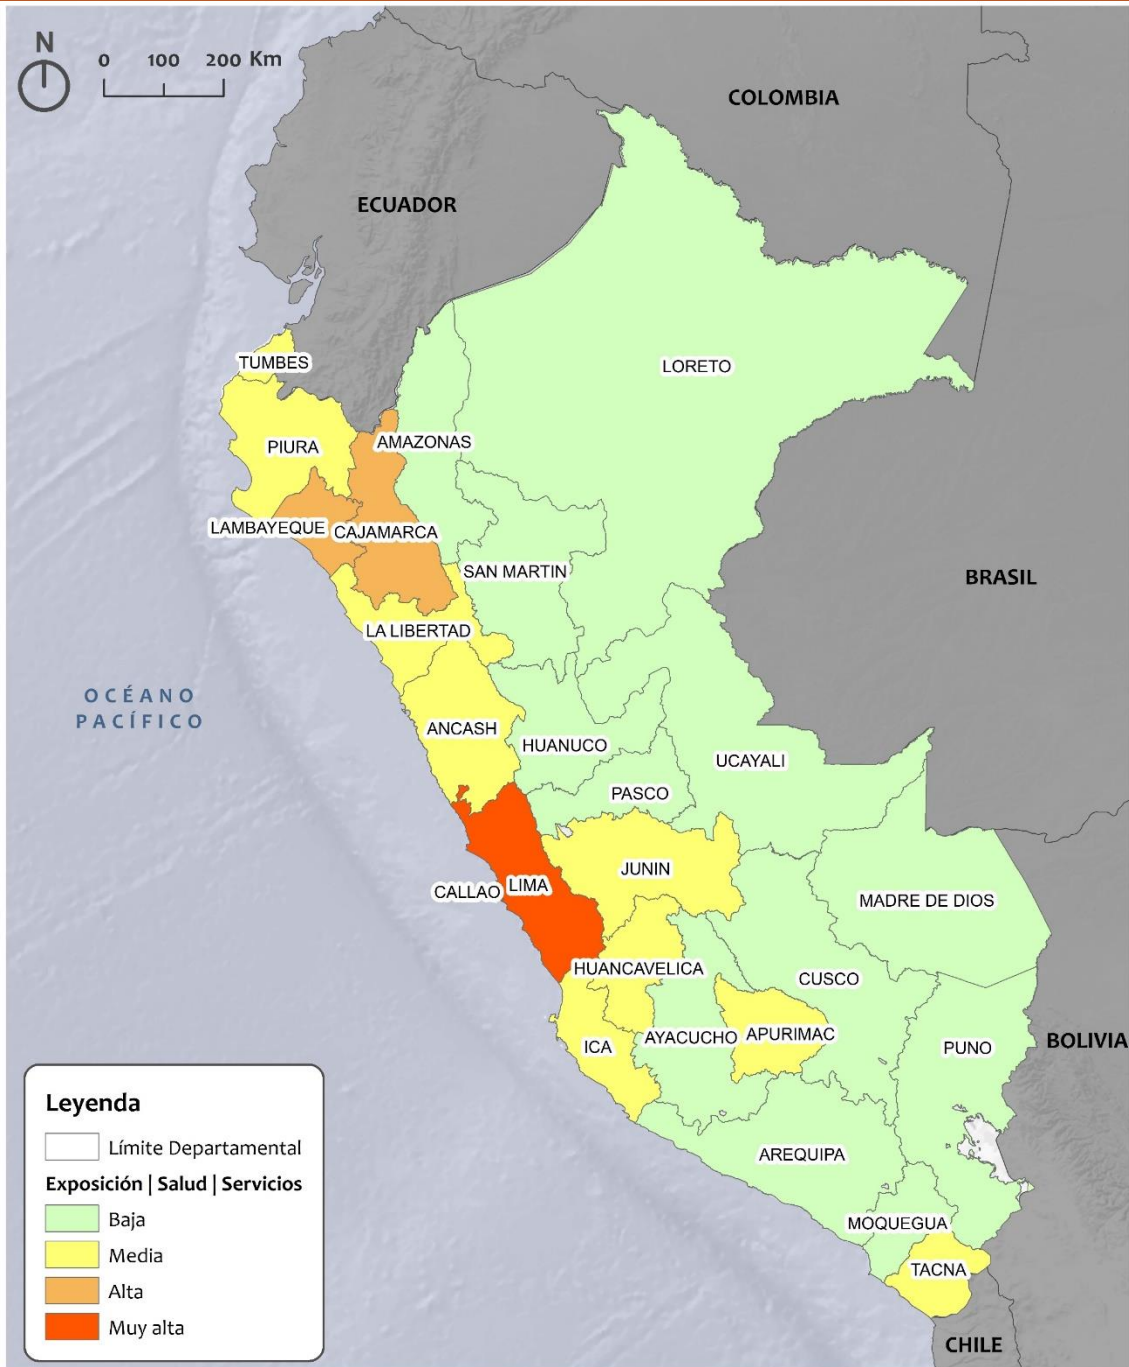 N
0 100 200 Km
COLOMBIA
ECUADOR
TUMBES
LORETO
PIURA
AMAZONAS
LAMBAYEQUE
CAJAMARCA
SAN MARTIN
BRASIL
LA LIBERTAD
OCÉANO
PACÍFICO
ANCASH
HUANUCO
UCAYALI
PASCO
JUNIN
CALLAO
LIMA
MADRE DE DIOS
HUANCAVELICA
CUSCO
AYACUCHO
APURIMAC
ICA
PUNO
BOLIVIA
AREQUIPA
MOQUEGUA
TACNA
CHILE
Leyenda
Límite Departamental
Exposición | Salud | Servicios
Baja
Media
Alta
Muy alta